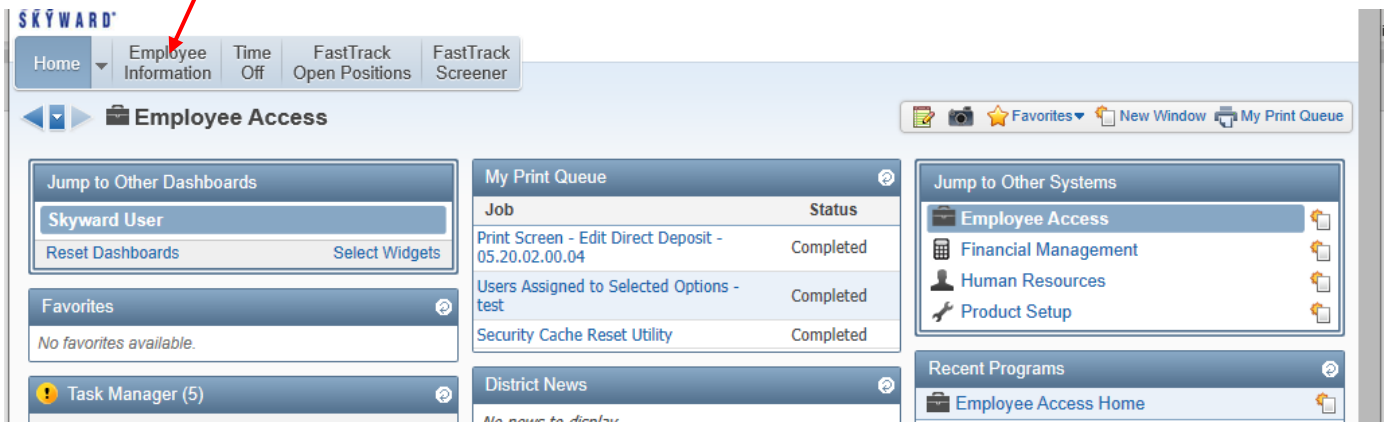 SKYWARD
Home
Employee Information
Time Off
FastTrack Open Positions
FastTrack Screener
Employee Access
Favorites
New Window
My Print Queue
Jump to Other Dashboards
Skyward User
Reset Dashboards
Select Widgets
Favorites
No favorites available.
Task Manager (5)
My Print Queue
Job Status
Print Screen - Edit Direct Deposit - Completed
05.20.02.00.04
Users Assigned to Selected Options - Completed
test
Security Cache Reset Utility Completed
District News
No news to display
Jump to Other Systems
Employee Access
Financial Management
Human Resources
Product Setup
Recent Programs
Employee Access Home